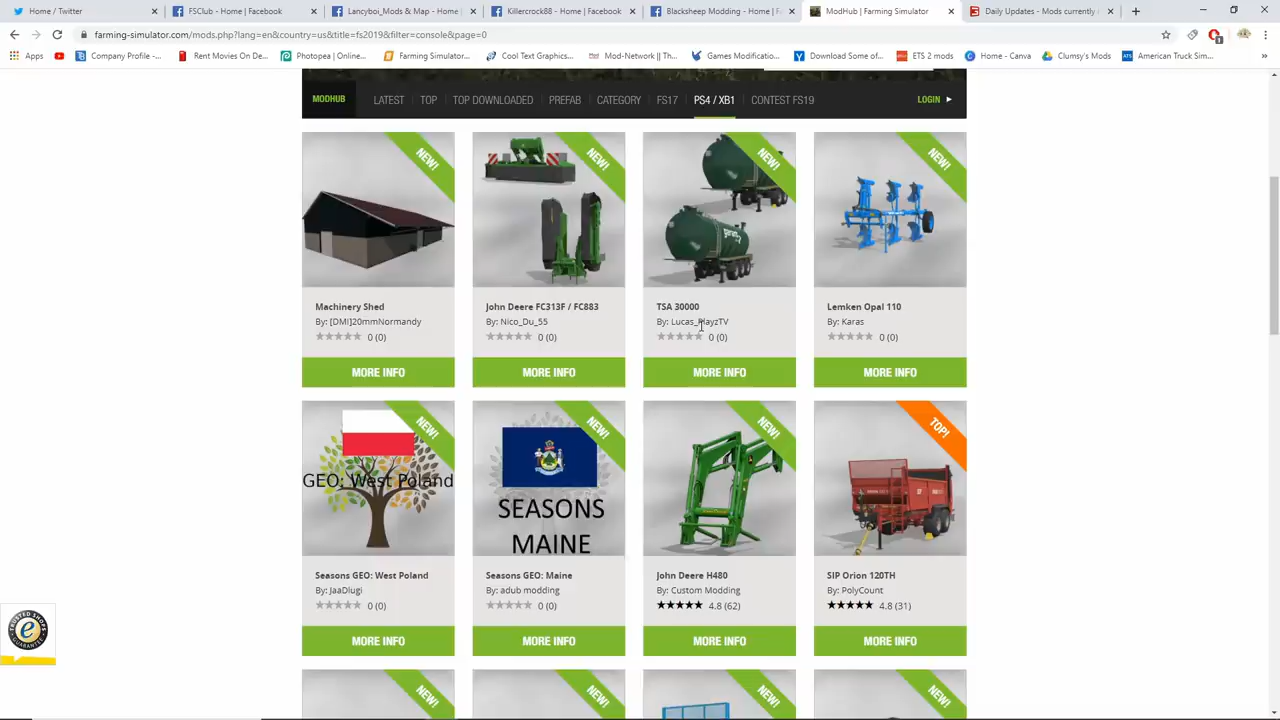 Home / Twitter
FSClub - Home | Facebook
Lancyboi_Mods & Map - Home |
Killercrock88 - Home | Facebook
Blacksheep Modding - Home | Fa
ModHub | Farming Simulator
Daily Updates - Mods currently
farming-simulator.com/mods.php?lang=en&country=us&title=fs2019&filter=console&page=0
Apps
Company Profile -...
Rent Movies On De...
Photopea | Online...
Farming Simulator...
Cool Text Graphics...
Mod-Network || Th...
Games Modificatio...
Download Some of...
ETS 2 mods
Home - Canva
Clumsy's Mods
American Truck Sim...
MODHUB
LATEST
TOP
TOP DOWNLOADED
PREFAB
CATEGORY
FS17
PS4 / XB1
CONTEST FS19
LOGIN
NEW!
NEW!
NEW!
NEW!
Machinery Shed
By: [DMI]20mmNormandy
0 (0)
MORE INFO
John Deere FC313F / FC883
By: Nico_Du_55
0 (0)
MORE INFO
TSA 30000
By: Lucas_PlayzTV
0 (0)
MORE INFO
Lemken Opal 110
By: Karas
0 (0)
MORE INFO
NEW!
GEO: West Poland
Seasons GEO: West Poland
By: JaaDlugi
0 (0)
MORE INFO
NEW!
SEASONS
MAINE
Seasons GEO: Maine
By: adub modding
0 (0)
MORE INFO
NEW!
John Deere H480
By: Custom Modding
4.8 (62)
MORE INFO
TOP!
SIP Orion 120TH
By: PolyCount
4.8 (31)
MORE INFO
NEW!
NEW!
NEW!
NEW!